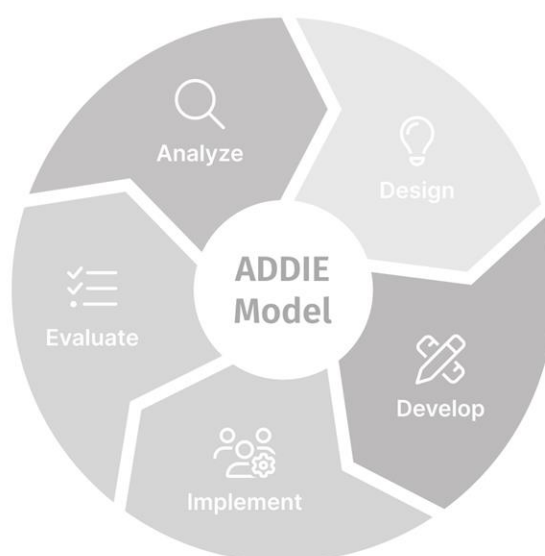 Analyze
Design
ADDIE
Model
Evaluate
Develop
Implement